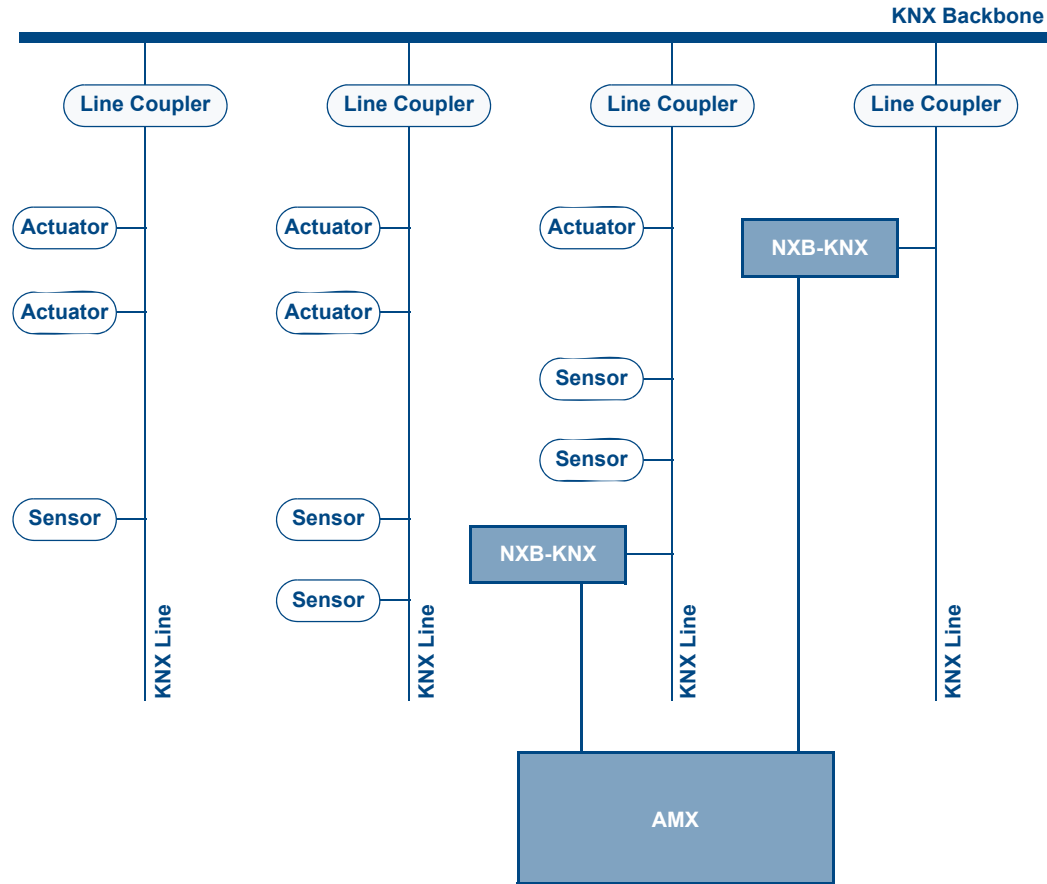 KNX Backbone
Line Coupler
Line Coupler
Line Coupler
Line Coupler
Actuator
Actuator
Actuator
NXB-KNX
Actuator
Actuator
Sensor
Sensor
Sensor
Sensor
NXB-KNX
Sensor
KNX Line
KNX Line
KNX Line
KNX Line
AMX